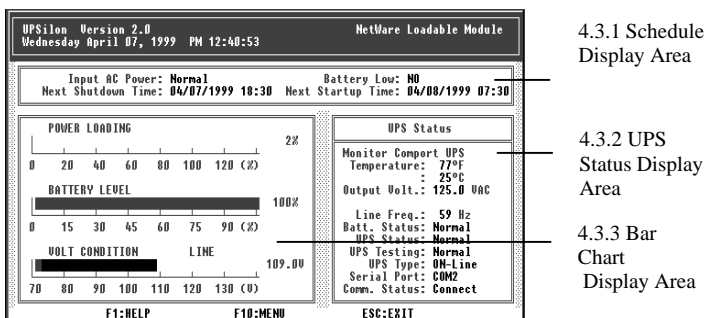 UPSilon Version 2.0 NetWare Loadable Module
Wednesday April 07, 1999 PM 12:40:53
Input AC Power: Normal Battery Low: NO
Next Shutdown Time: 04/07/1999 18:30 Next Startup Time: 04/08/1999 07:30
POWER LOADING
2%
0 20 40 60 80 100 120 (%)
BATTERY LEVEL
100%
0 15 30 45 60 75 90 (%)
VOLT CONDITION LINE
109.0V
70 80 90 100 110 120 130 (V)
UPS Status
Monitor Comport UPS
Temperature: 77°F
: 25°C
Output Volt.: 125.0 VAC
Line Freq.: 59 Hz
Batt. Status: Normal
UPS Status: Normal
UPS Testing: Normal
UPS Type: ON-Line
Serial Port: COM2
Comm. Status: Connect
F1:HELP F10:MENU ESC:EXIT
4.3.1 Schedule
Display Area
4.3.2 UPS
Status Display
Area
4.3.3 Bar
Chart
Display Area